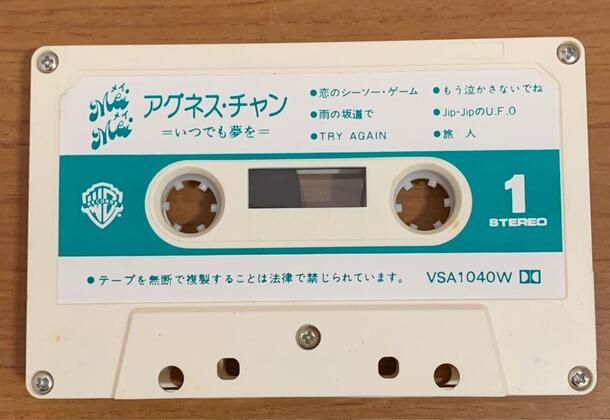 メイ・メイ
Mei Mei
アグネス・チャン
=いつでも夢を=
●恋のシーソー・ゲーム
●雨の坂道で
●TRY AGAIN
●もう泣かさないでね
●Jip-JipのU.F.O
●旅 人
1
STEREO
●テープを無断で複製することは法律で禁じられています。
VSA1040W